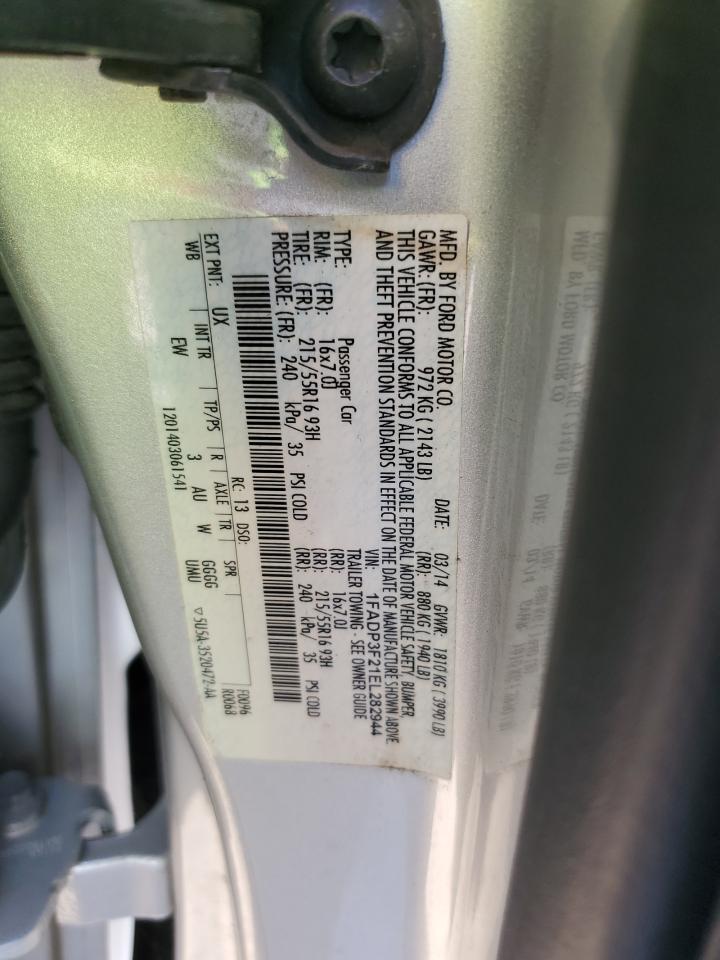 MFD. BY FORD MOTOR CO. DATE: 03/14 GVWR: 1810 KG ( 3990 LB)
GAWR: (FR): 972 KG ( 2143 LB) (RR): 880 KG ( 1940 LB)
THIS VEHICLE CONFORMS TO ALL APPLICABLE FEDERAL MOTOR VEHICLE SAFETY, BUMPER,
AND THEFT PREVENTION STANDARDS IN EFFECT ON THE DATE OF MANUFACTURE SHOWN ABOVE.
VIN: 1FADP3F21EL282944
TYPE: Passenger Car TRAILER TOWING - SEE OWNER GUIDE
RIM: (FR): 16x7.0J (RR): 16x7.0J
TIRE: (FR): 215/55R16 93H (RR): 215/55R16 93H
PRESSURE: (FR): 240 kPa/ 35 PSI COLD (RR): 240 kPa/ 35 PSI COLD
RC: 13 DSO: F0096
EXT PNT: UX R0068
WB INT TR TP/PS R AXLE TR SPR
EW 3 AU W GGGG
UMU
1201403061541 ▽5U5A-3520472-AA